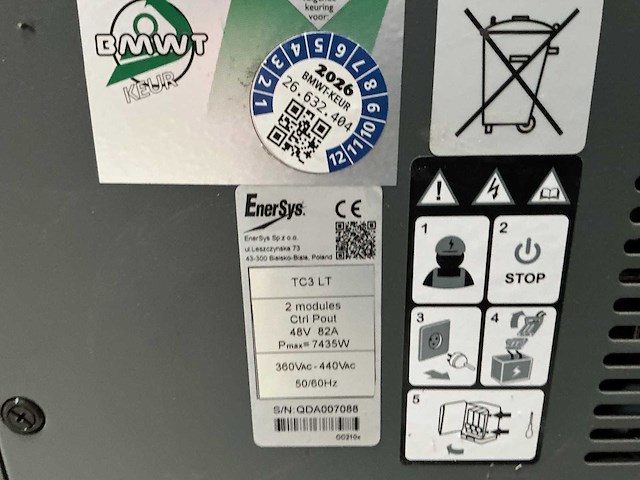 keuring
voor:
BMWT
KEUR
1 2 3 4 5 6 7 8 9 10 11 12
2026
BMWT-KEUR
26.632.404
EnerSys.
CE
EnerSys Sp.z o.o.
ul.Leszczynska 73
43-300 Bielsko-Biala, Poland
TC3 LT
2 modules
Ctrl Pout
48V 82A
Pmax= 7435W
360VAC - 440VAC
50/60Hz
S/N: QDA007088
1
2
STOP
3
4
5